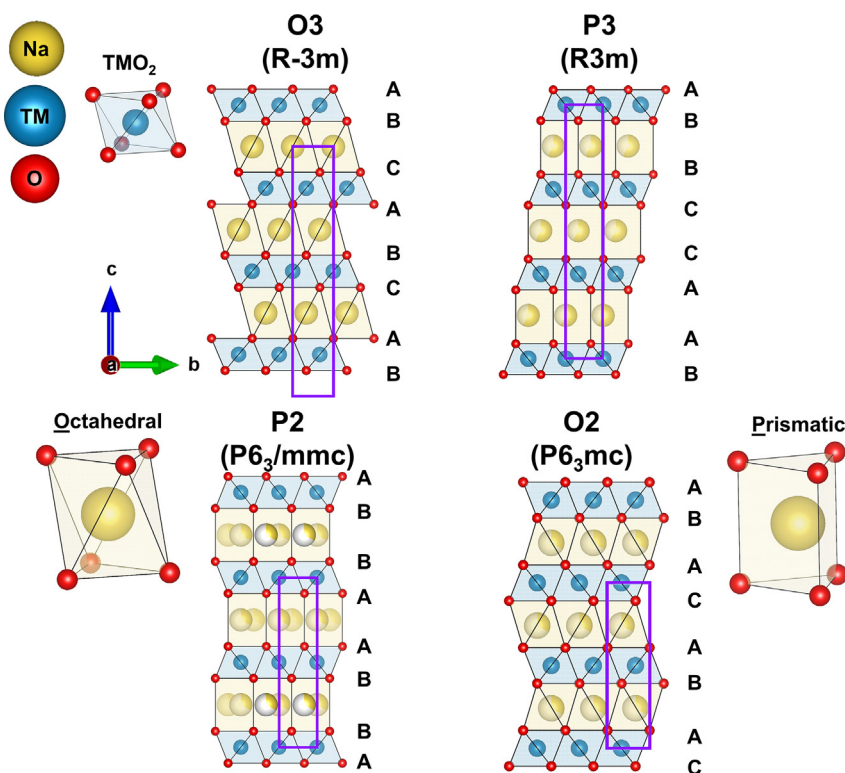 Na
TM
O
TMO₂
c
a
b
O3
(R-3m)
A
B
C
A
B
C
A
B
P3
(R3m)
A
B
B
C
C
A
A
B
Octahedral
P2
(P6₃/mmc)
A
B
B
A
A
B
B
A
O2
(P6₃mc)
A
B
A
C
A
B
A
C
Prismatic